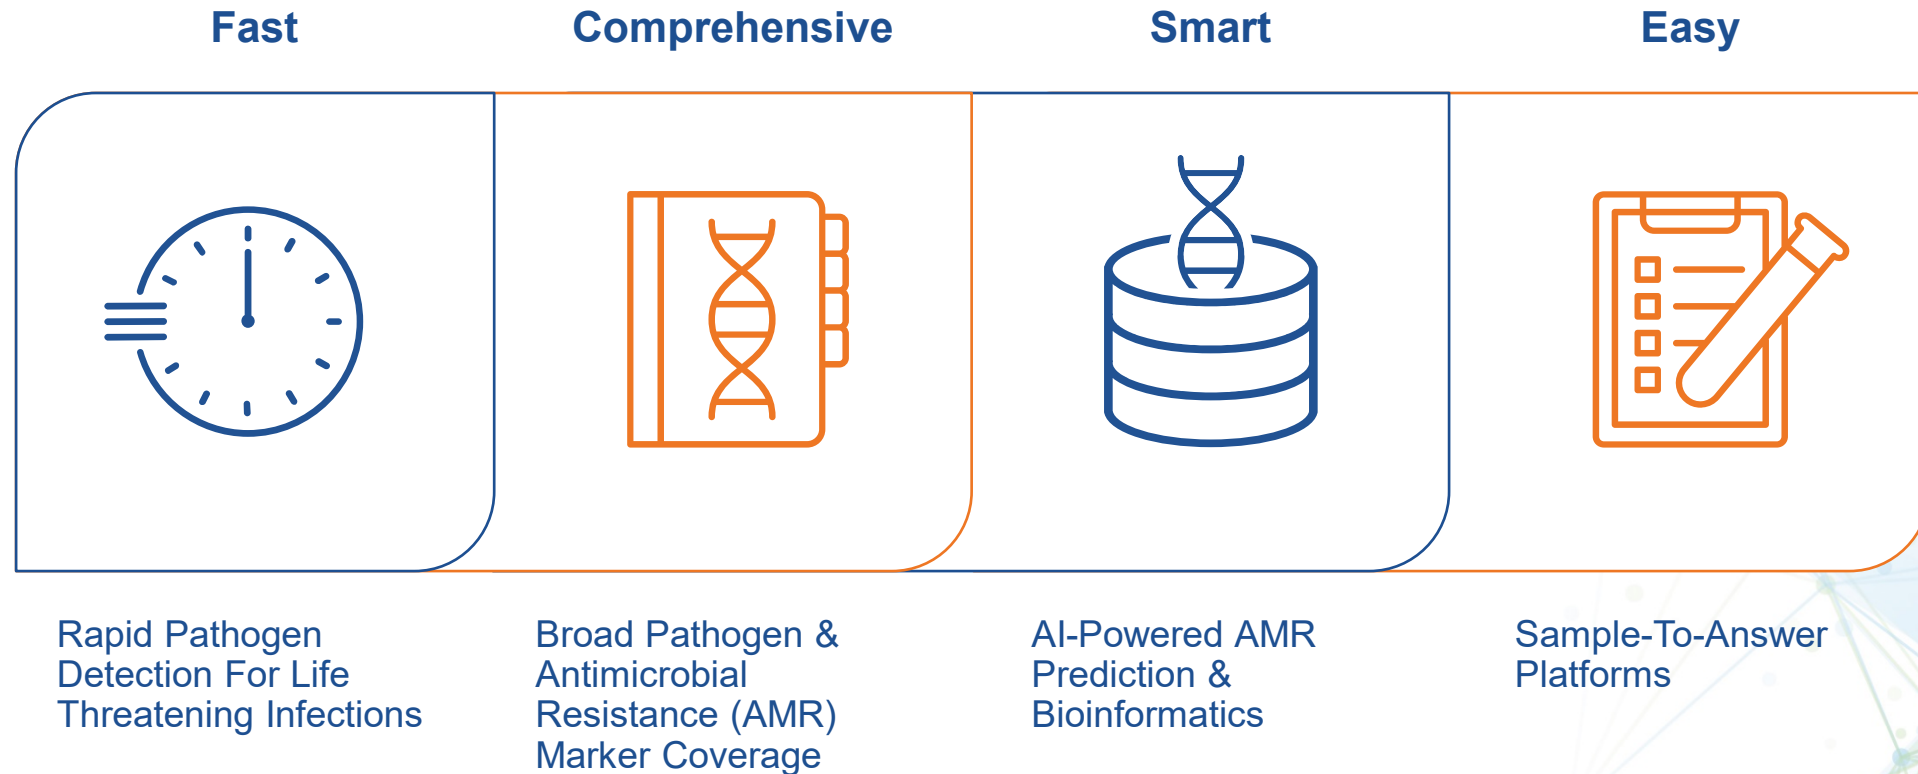 Fast
Comprehensive
Smart
Easy
Rapid Pathogen
Detection For Life
Threatening Infections
Broad Pathogen &
Antimicrobial
Resistance (AMR)
Marker Coverage
AI-Powered AMR
Prediction &
Bioinformatics
Sample-To-Answer
Platforms